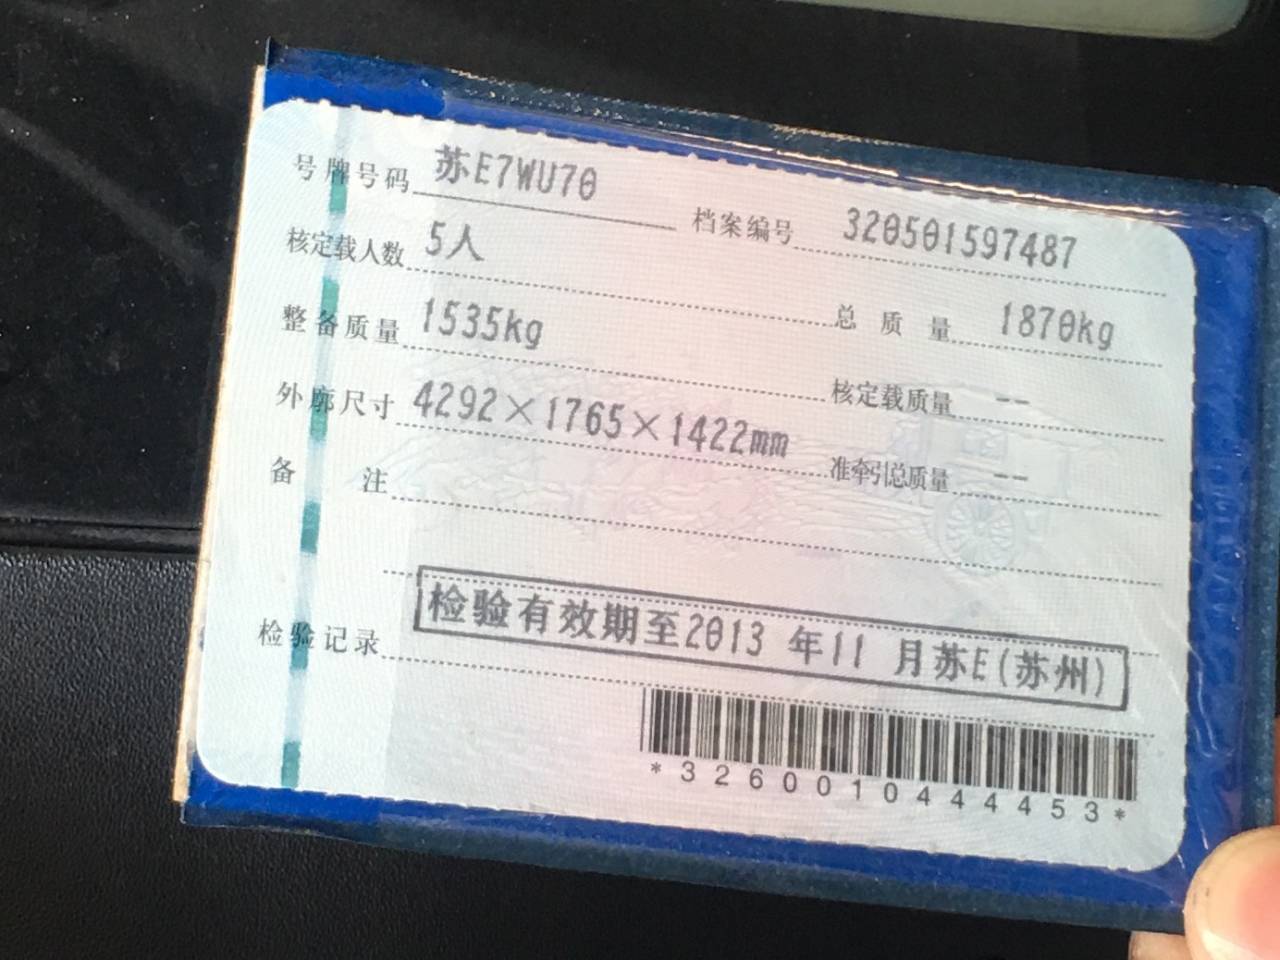 号牌号码 苏E7WU70 档案编号 320501597487
核定载人数 5人 总质量 1870kg
整备质量 1535kg 核定载质量 --
外廓尺寸 4292×1765×1422mm 准牵引总质量 --
备注
检验记录 检验有效期至2013 年11 月苏E(苏州)
*3260010444453*